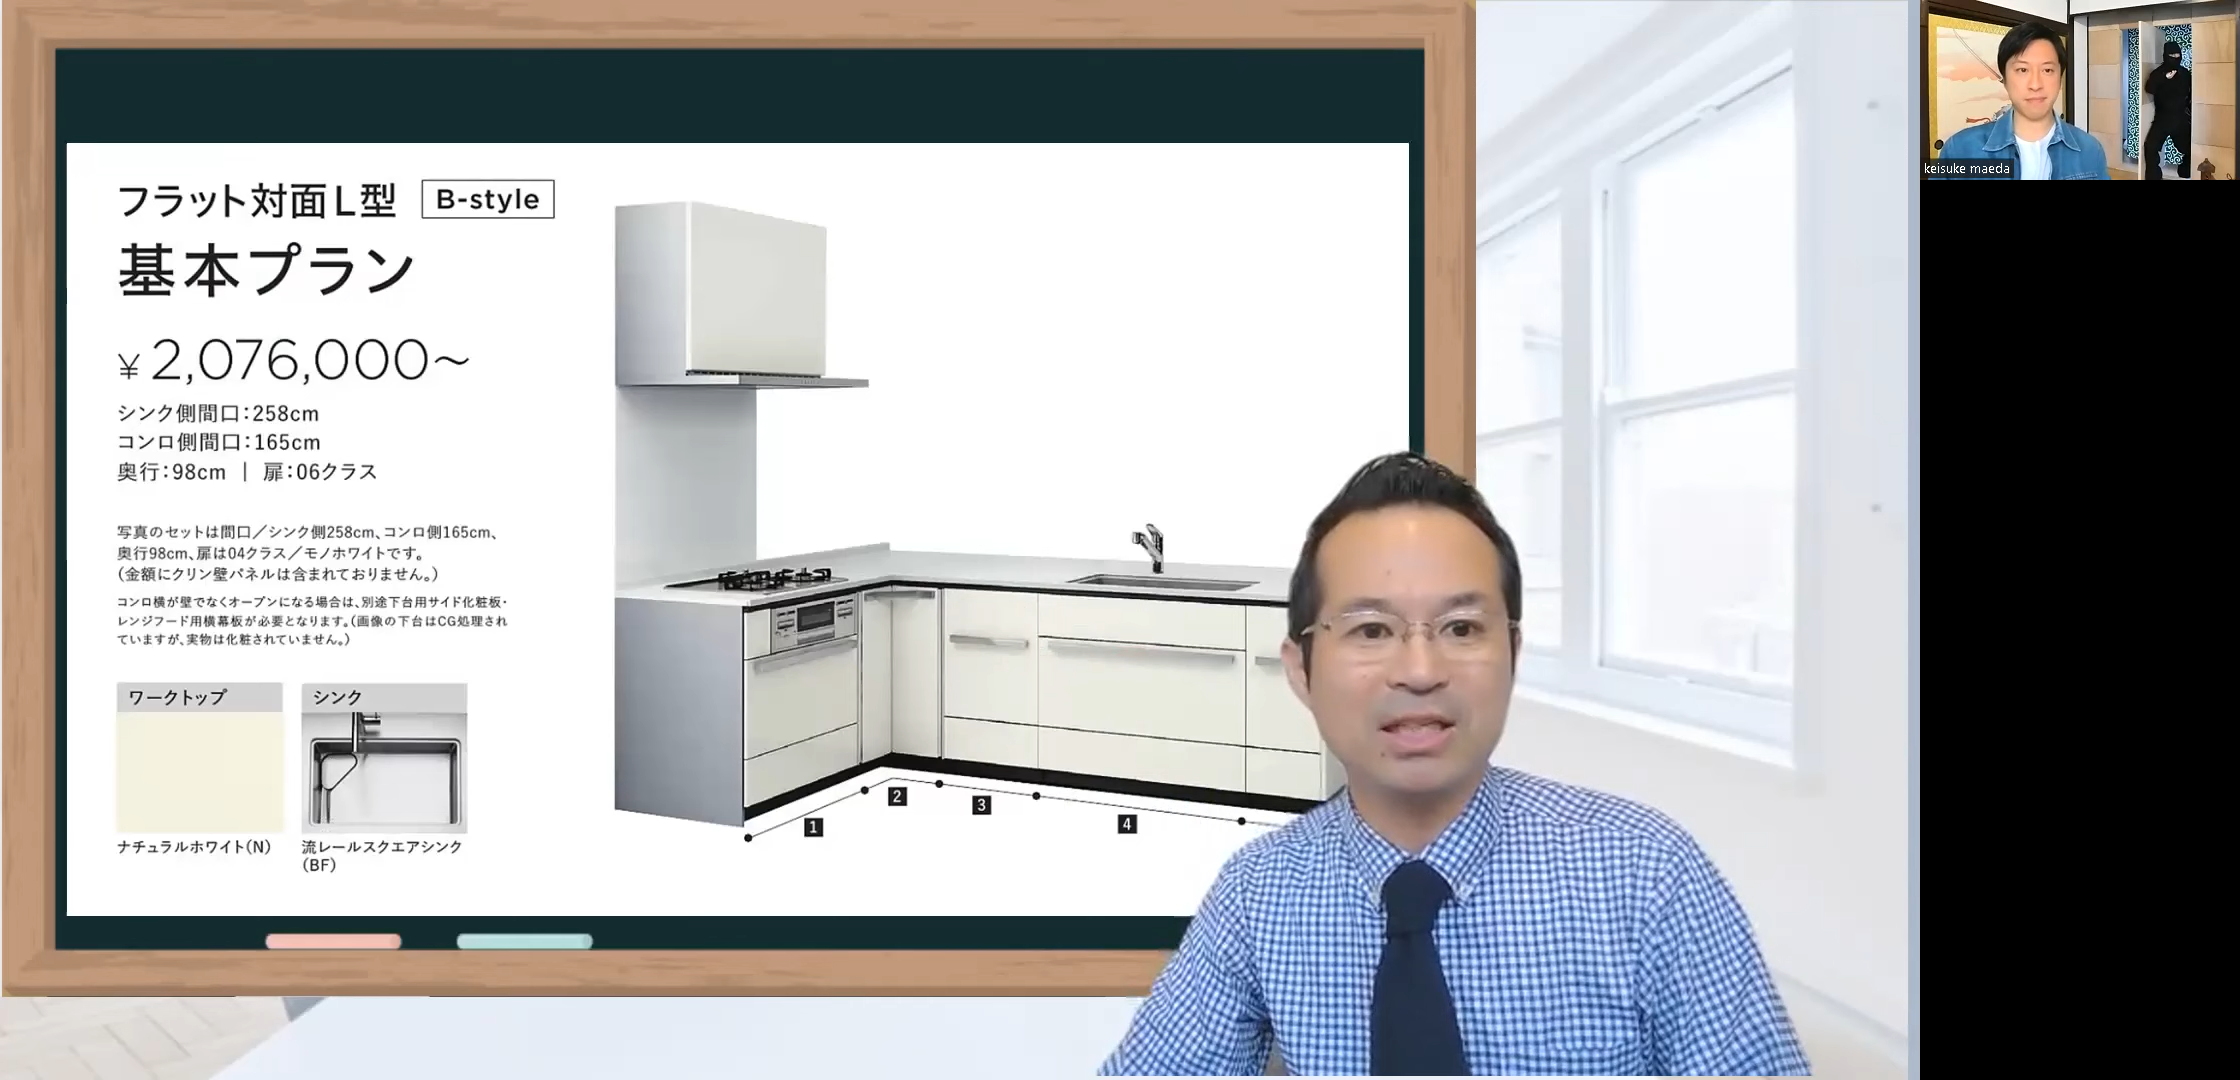 フラット対面L型 B-style
基本プラン
¥2,076,000～
シンク側間口：258cm
コンロ側間口：165cm
奥行：98cm | 扉：06クラス
写真のセットは間口／シンク側258cm、コンロ側165cm、
奥行98cm、扉は04クラス／モノホワイトです。
（金額にクリン壁パネルは含まれておりません。）
コンロ横が壁でなくオープンになる場合は、別途下台用サイド化粧板・
レンジフード用横幕板が必要となります。（画像の下台はCG処理され
ていますが、実物は化粧されていません。）
ワークトップ
ナチュラルホワイト（N）
シンク
流レールスクエアシンク
（BF）
1
2
3
4
keisuke maeda